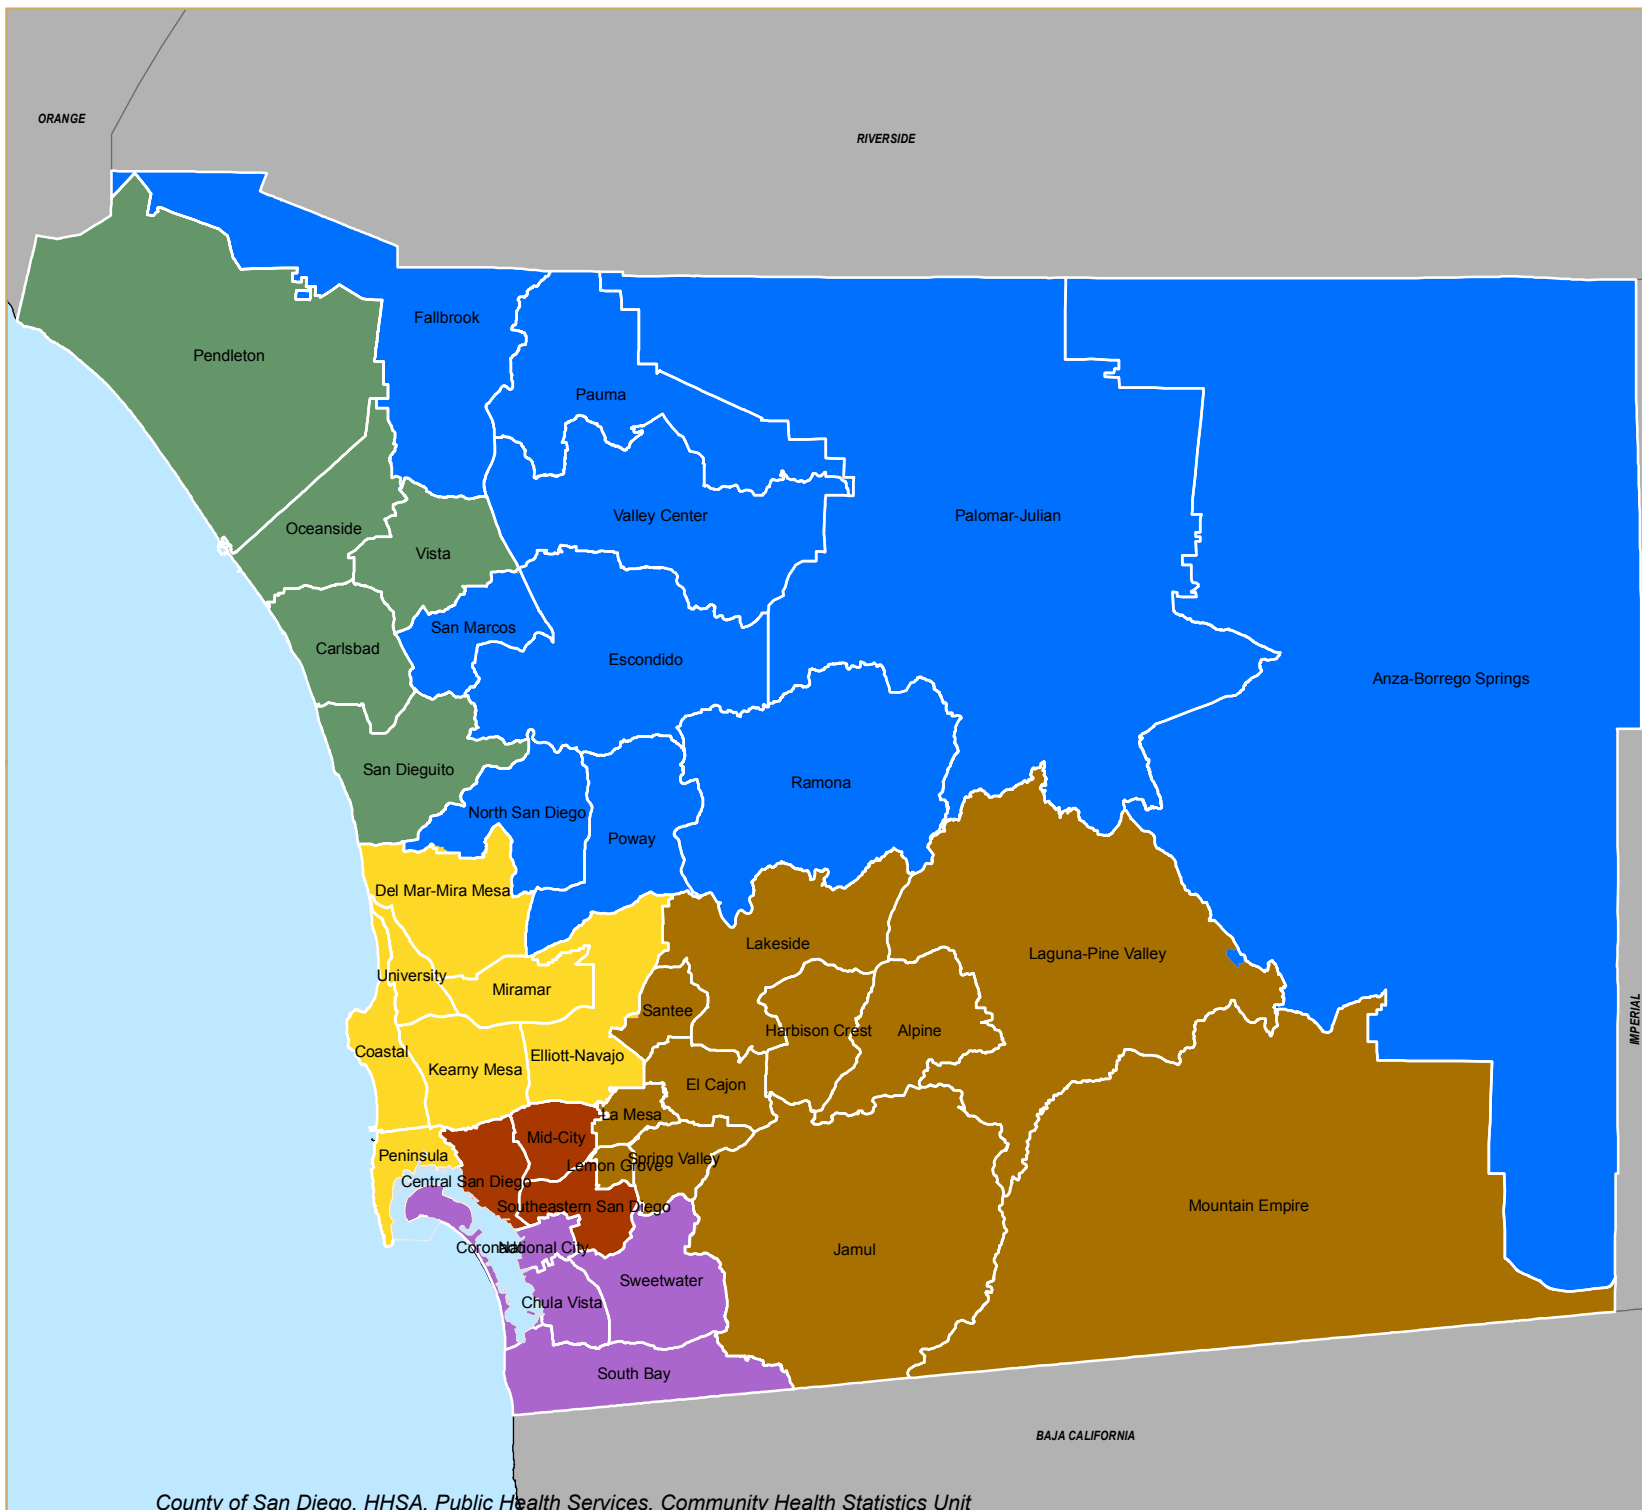 ORANGE
RIVERSIDE
Fallbrook
Pendleton
Pauma
Valley Center
Palomar-Julian
Oceanside
Vista
San Marcos
Carlsbad
Escondido
Anza-Borrego Springs
San Dieguito
Ramona
North San Diego
Poway
Del Mar-Mira Mesa
Lakeside
Laguna-Pine Valley
University
Miramar
Santee
IMPERIAL
Harbison Crest
Alpine
Coastal
Elliott-Navajo
Kearny Mesa
El Cajon
La Mesa
Mid-City
Peninsula
Lemon Grove
Spring Valley
Central San Diego
Southeastern San Diego
Mountain Empire
Coronado
National City
Jamul
Sweetwater
Chula Vista
South Bay
BAJA CALIFORNIA
County of San Diego, HHSA, Public Health Services, Community Health Statistics Unit